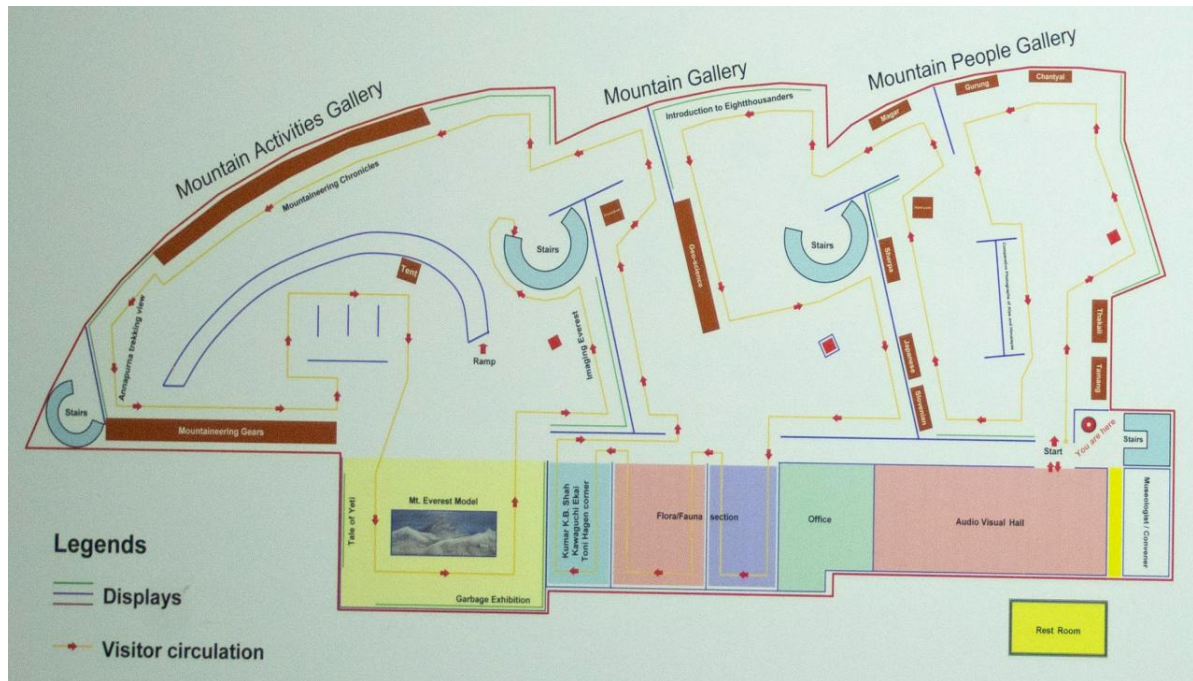 Mountain Activities Gallery
Mountain Gallery
Mountain People Gallery
Introduction to Eightthousanders
Magar
Gurung
Chantyal
Mountaineering Chronicles
Annapurna trekking view
Stairs
Mountaineering Gears
Tent
Ramp
Stairs
Imaging Everest
Geo-science
Stairs
Sherpa
Japanese
Slovenian
Thakali
Tamang
You are here
Start
Stairs
Museologist / Convener
Tale of Yeti
Mt. Everest Model
Garbage Exhibition
Kumar K.B. Shah
Kawaguchi Ekai
Toni Hagen corner
Flora/Fauna section
Office
Audio Visual Hall
Rest Room
Legends
Displays
Visitor circulation